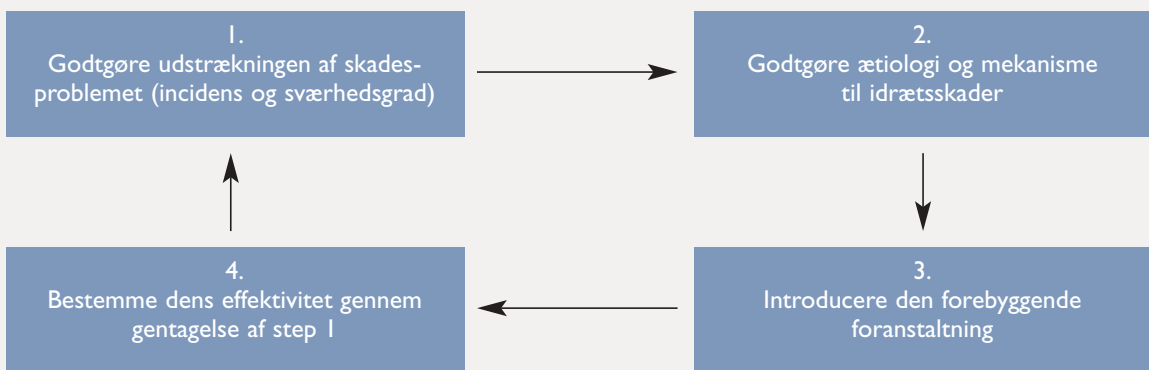 1.
Godtgøre udstrækningen af skades-
problemet (incidens og sværhedsgrad)
2.
Godtgøre ætiologi og mekanisme
til idrætsskader
3.
Introducere den forebyggende
foranstaltning
4.
Bestemme dens effektivitet gennem
gentagelse af step 1